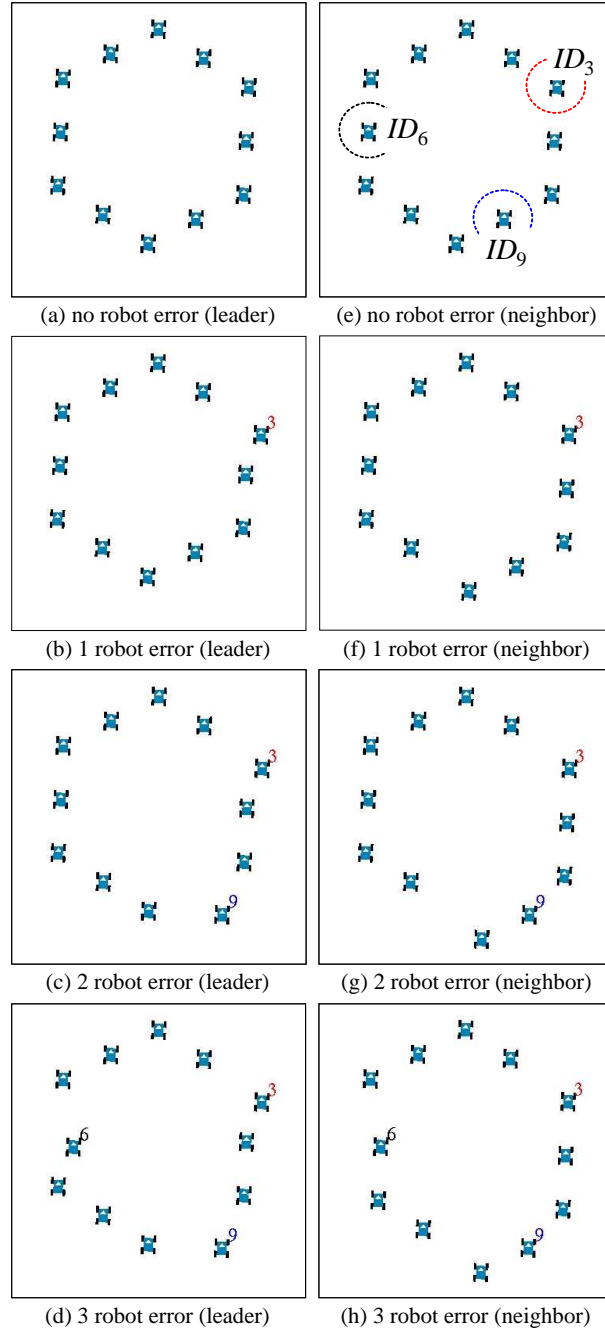 ID3
ID6
ID9
(a) no robot error (leader)
(e) no robot error (neighbor)
3
3
(b) 1 robot error (leader)
(f) 1 robot error (neighbor)
3
3
9
9
(c) 2 robot error (leader)
(g) 2 robot error (neighbor)
3
3
6
6
9
9
(d) 3 robot error (leader)
(h) 3 robot error (neighbor)